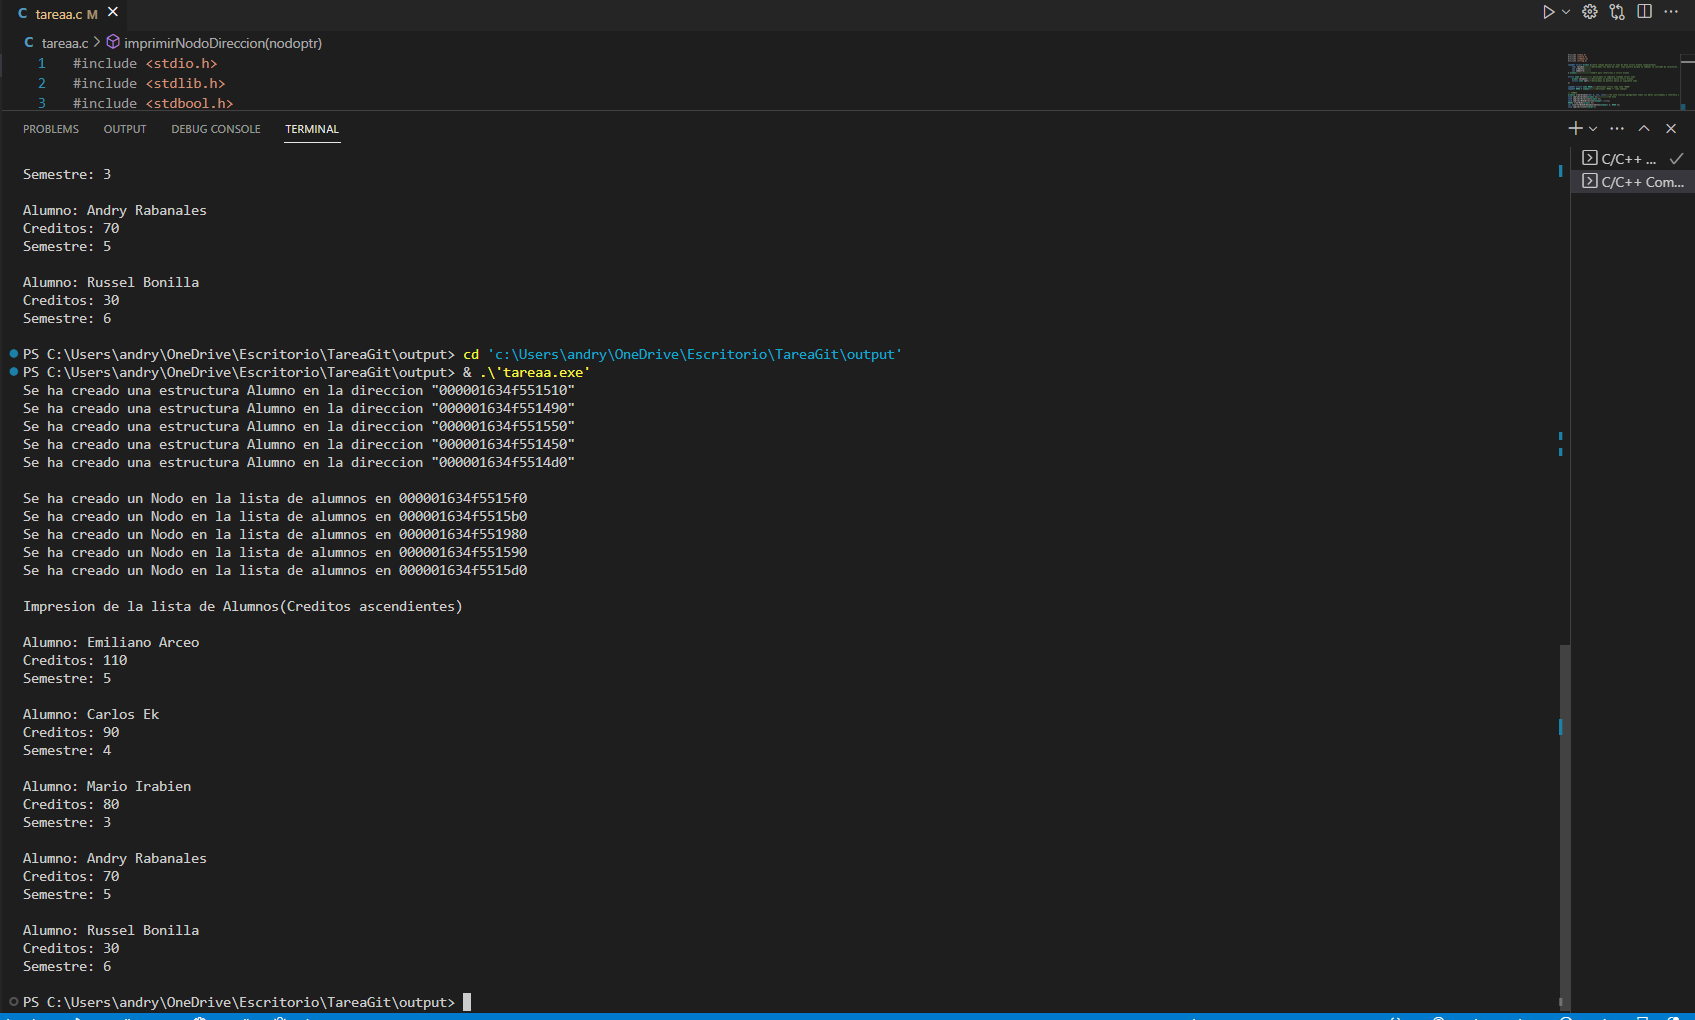 C tareaa.c M
C tareaa.c > imprimirNodoDireccion(nodoptr)
1 #include <stdio.h>
2 #include <stdlib.h>
3 #include <stdbool.h>
PROBLEMS OUTPUT DEBUG CONSOLE TERMINAL
C/C++ ...
C/C++ Com...
Semestre: 3
Alumno: Andry Rabanales
Creditos: 70
Semestre: 5
Alumno: Russel Bonilla
Creditos: 30
Semestre: 6
PS C:\Users\andry\OneDrive\Escritorio\TareaGit\output> cd 'c:\Users\andry\OneDrive\Escritorio\TareaGit\output'
PS C:\Users\andry\OneDrive\Escritorio\TareaGit\output> & .\'tareaa.exe'
Se ha creado una estructura Alumno en la direccion "000001634f551510"
Se ha creado una estructura Alumno en la direccion "000001634f551490"
Se ha creado una estructura Alumno en la direccion "000001634f551550"
Se ha creado una estructura Alumno en la direccion "000001634f551450"
Se ha creado una estructura Alumno en la direccion "000001634f5514d0"
Se ha creado un Nodo en la lista de alumnos en 000001634f5515f0
Se ha creado un Nodo en la lista de alumnos en 000001634f5515b0
Se ha creado un Nodo en la lista de alumnos en 000001634f551980
Se ha creado un Nodo en la lista de alumnos en 000001634f551590
Se ha creado un Nodo en la lista de alumnos en 000001634f5515d0
Impresion de la lista de Alumnos(Creditos ascendientes)
Alumno: Emiliano Arceo
Creditos: 110
Semestre: 5
Alumno: Carlos Ek
Creditos: 90
Semestre: 4
Alumno: Mario Irabien
Creditos: 80
Semestre: 3
Alumno: Andry Rabanales
Creditos: 70
Semestre: 5
Alumno: Russel Bonilla
Creditos: 30
Semestre: 6
PS C:\Users\andry\OneDrive\Escritorio\TareaGit\output>